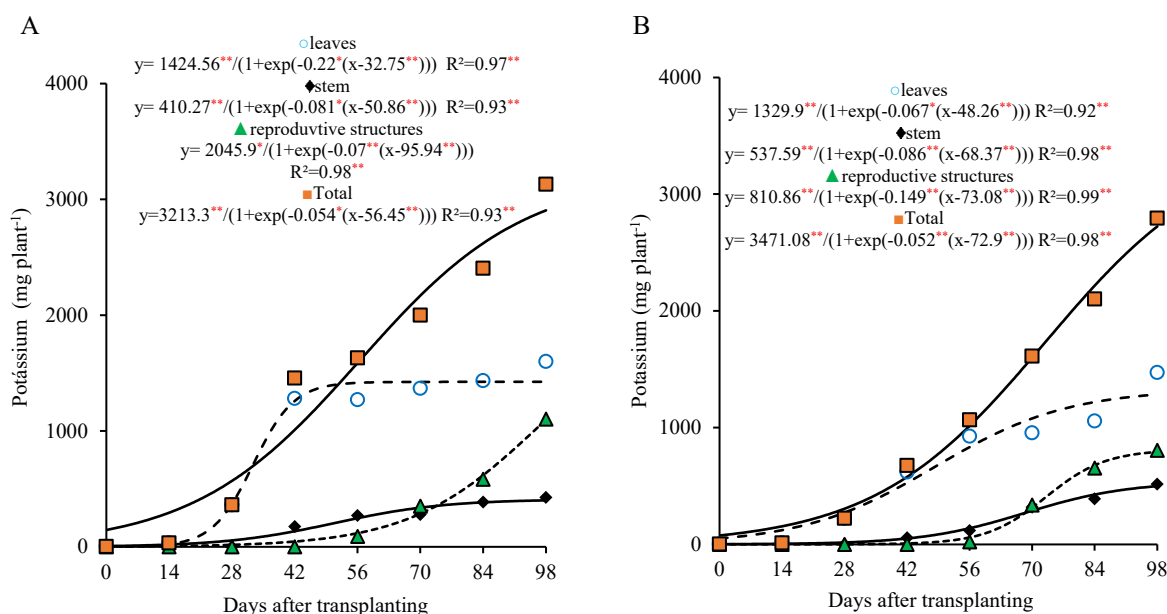 A
leaves
y= 1424.56**/(1+exp(-0.22*(x-32.75**))) R²=0.97**
stem
y= 410.27**/(1+exp(-0.081*(x-50.86**))) R²=0.93**
reproduvtive structures
y= 2045.9*/(1+exp(-0.07**(x-95.94**)))
R²=0.98**
Total
y=3213.3**/(1+exp(-0.054*(x-56.45**))) R²=0.93**
4000
3000
2000
1000
0
Potássium (mg plant⁻¹)
0 14 28 42 56 70 84 98
Days after transplanting
B
leaves
y= 1329.9**/(1+exp(-0.067*(x-48.26**))) R²=0.92**
stem
y= 537.59**/(1+exp(-0.086**(x-68.37**))) R²=0.98**
reproductive structures
y= 810.86**/(1+exp(-0.149**(x-73.08**))) R²=0.99**
Total
y= 3471.08**/(1+exp(-0.052**(x-72.9**))) R²=0.98**
4000
3000
2000
1000
0
Potassium (mg plant⁻¹)
0 14 28 42 56 70 84 98
Days after transplanting